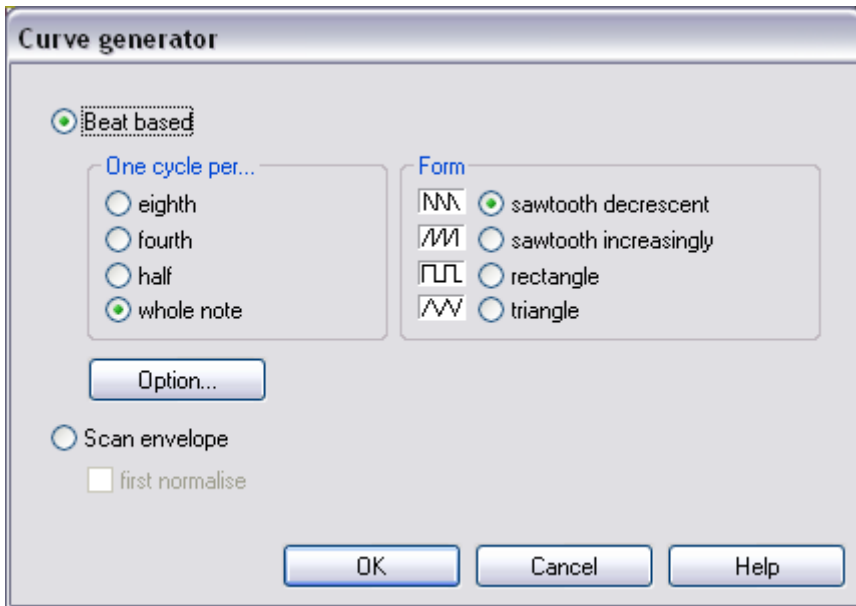 Curve generator
Beat based
One cycle per...
eighth
fourth
half
whole note
Form
sawtooth decrescent
sawtooth increasingly
rectangle
triangle
Option...
Scan envelope
first normalise
OK Cancel Help